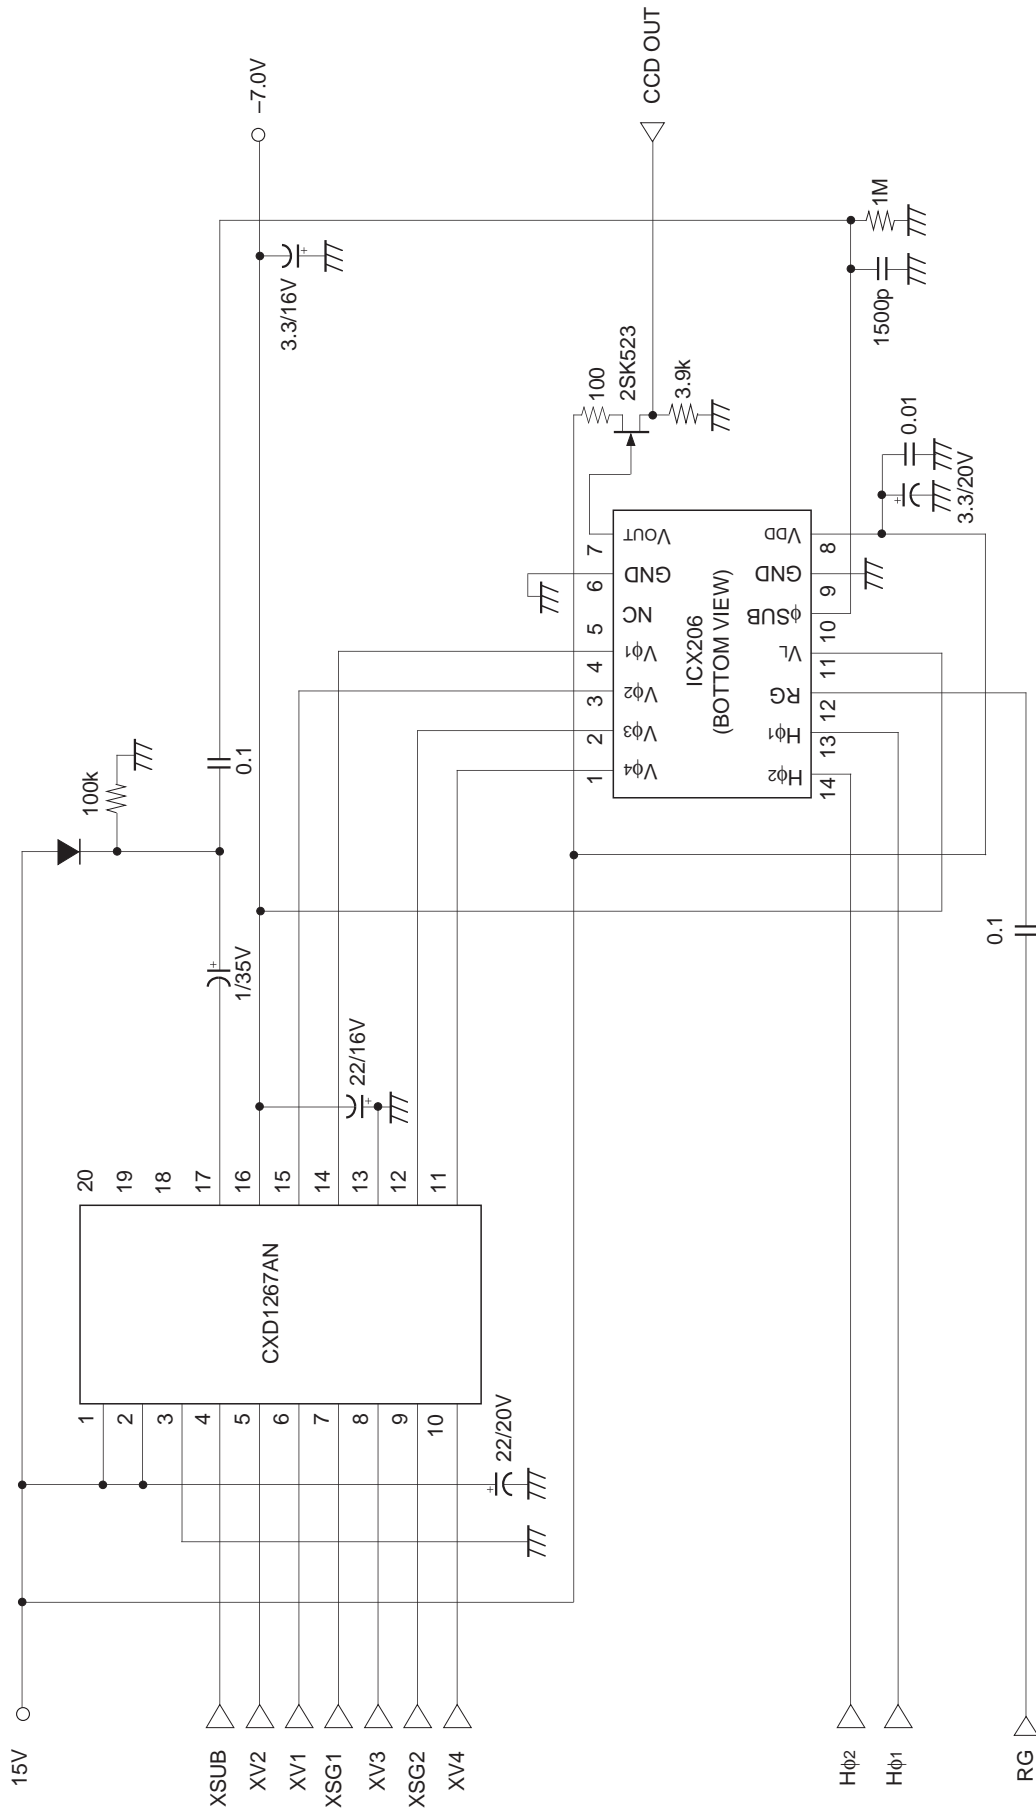 15V
XSUB
XV2
XV1
XSG1
XV3
XSG2
XV4
Hϕ2
Hϕ1
RG
1
2
3
4
5
6
7
8
9
10
22/20V
CXD1267AN
20
19
18
17
16
15
14
13
12
11
22/16V
1/35V
100k
0.1
0.1
–7.0V
3.3/16V
1
2
3
4
5
6
7
Vϕ4
Vϕ3
Vϕ2
Vϕ1
NC
GND
VOUT
ICX206
(BOTTOM VIEW)
Hϕ2
Hϕ1
RG
VL
ϕSUB
GND
VDD
14
13
12
11
10
9
8
100
2SK523
3.9k
CCD OUT
0.01
3.3/20V
1500p
1M